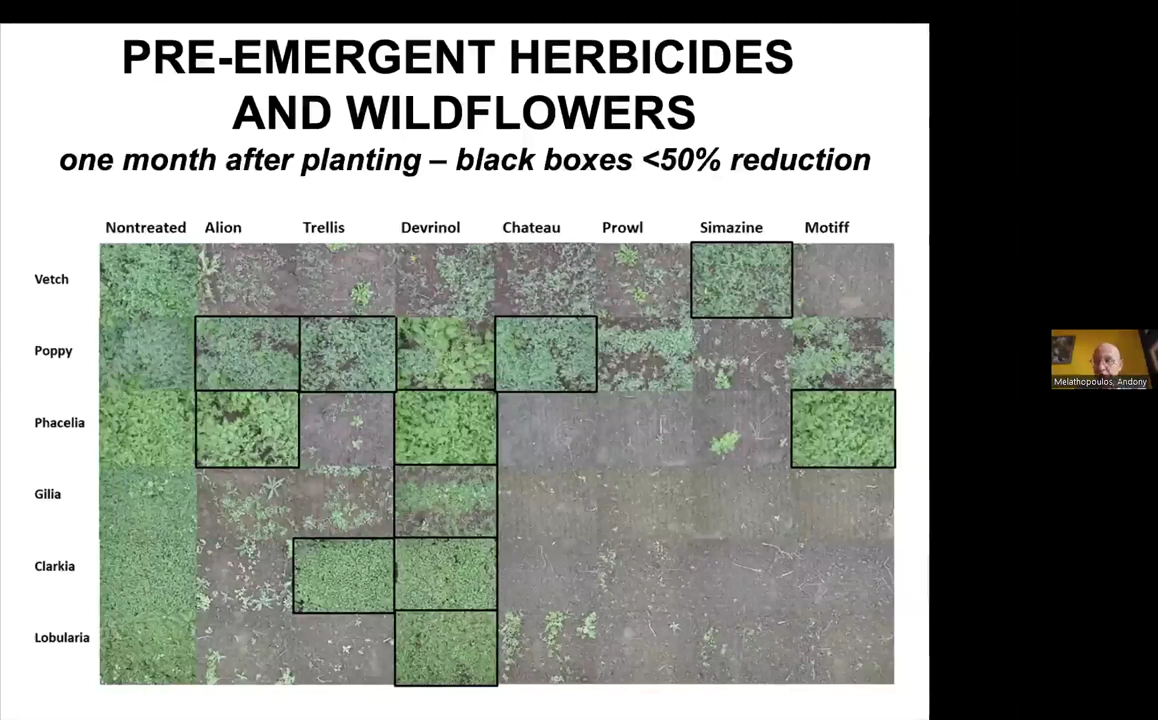 PRE-EMERGENT HERBICIDES
AND WILDFLOWERS
one month after planting – black boxes <50% reduction
Nontreated Alion Trellis Devrinol Chateau Prowl Simazine Motiff
Vetch
Poppy
Phacelia
Gilia
Clarkia
Lobularia
Melathopoulos, Andony